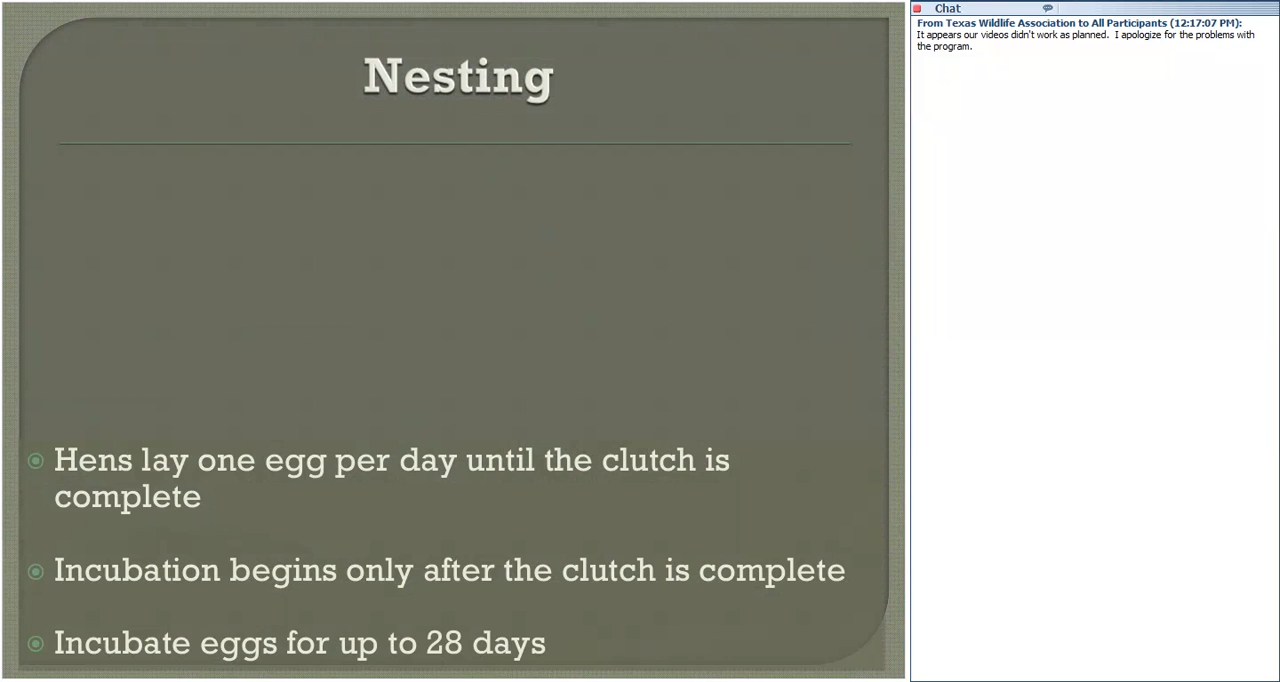 Nesting
Hens lay one egg per day until the clutch is
complete
Incubation begins only after the clutch is complete
Incubate eggs for up to 28 days
Chat
From Texas Wildlife Association to All Participants (12:17:07 PM):
It appears our videos didn't work as planned.  I apologize for the problems with
the program.